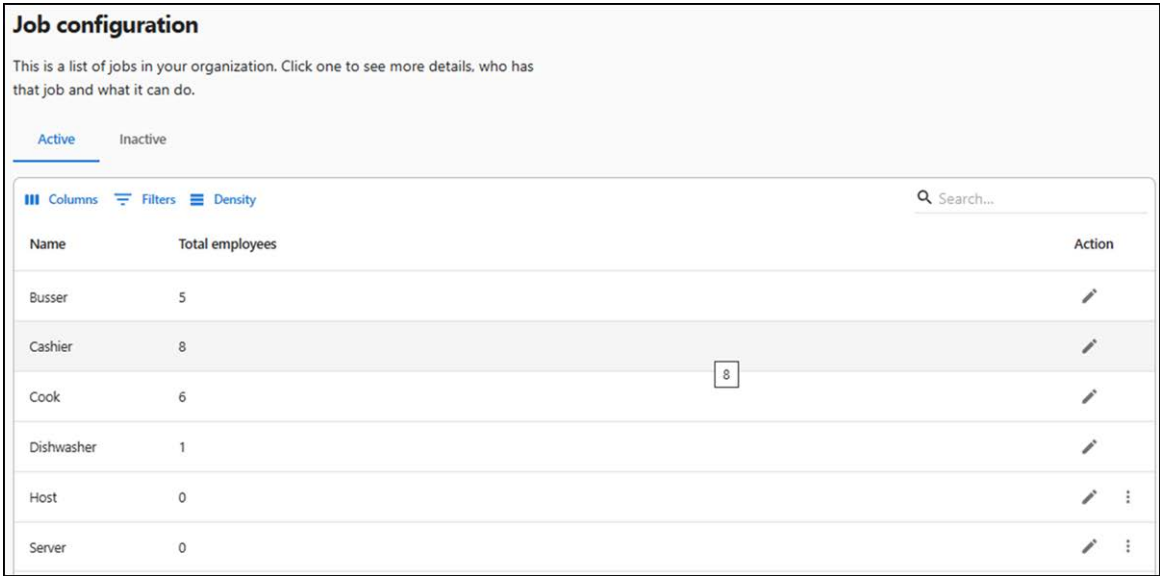 Job configuration
This is a list of jobs in your organization. Click one to see more details, who has
that job and what it can do.
Active Inactive
Columns Filters Density Search...
Name Total employees Action
Busser 5
Cashier 8
8
Cook 6
Dishwasher 1
Host 0
Server 0